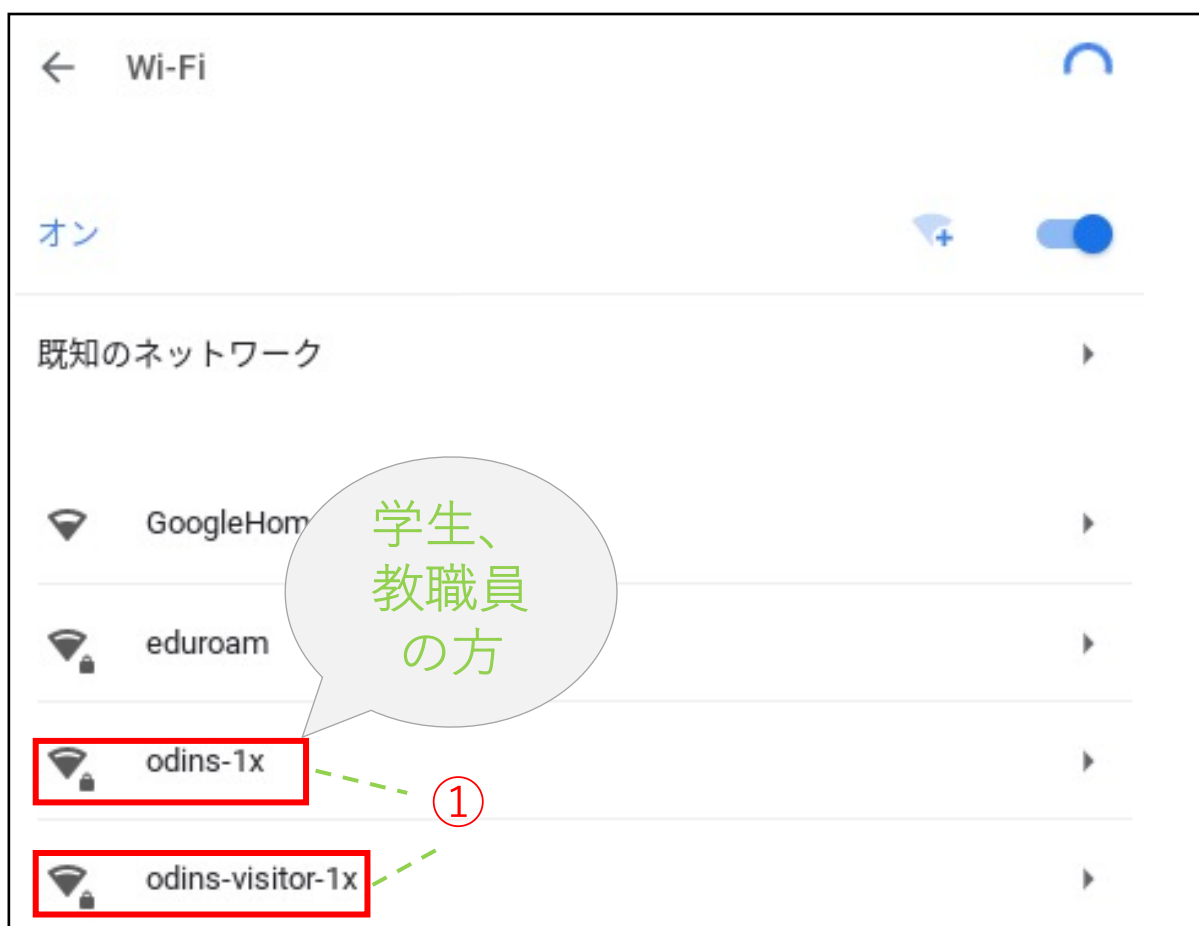 Wi-Fi
オン
既知のネットワーク
GoogleHom
学生、
教職員
の方
eduroam
odins-1x
①
odins-visitor-1x